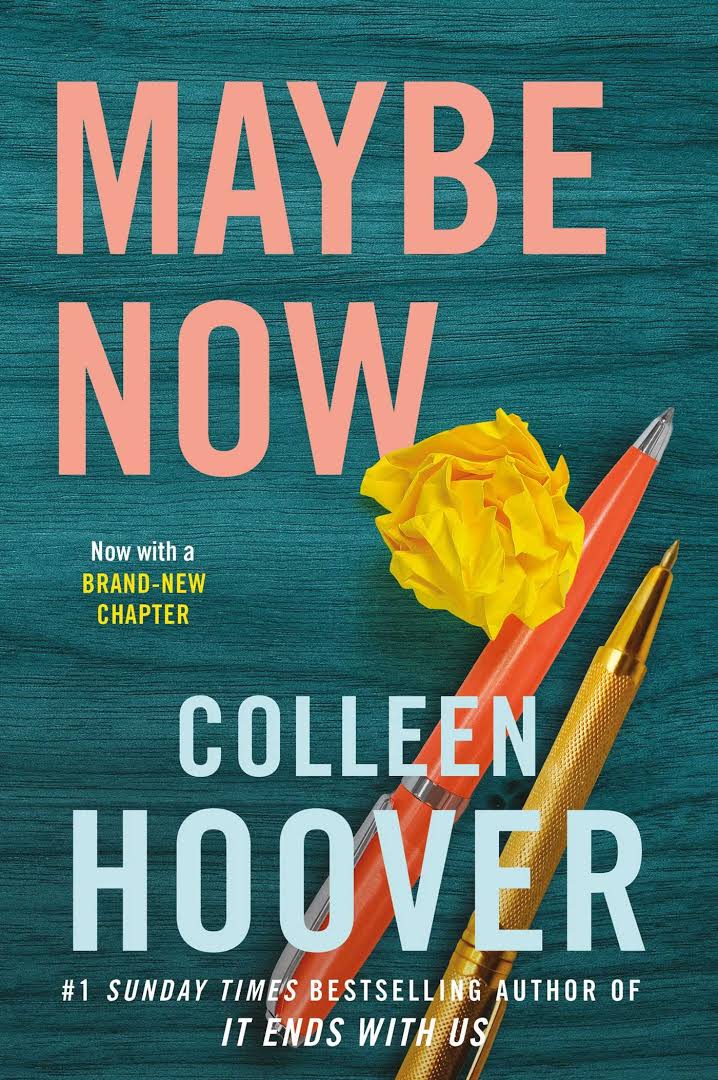 MAYBE
NOW
Now with a
BRAND-NEW
CHAPTER
COLLEEN
HOOVER
#1 SUNDAY TIMES BESTSELLING AUTHOR OF
IT ENDS WITH US